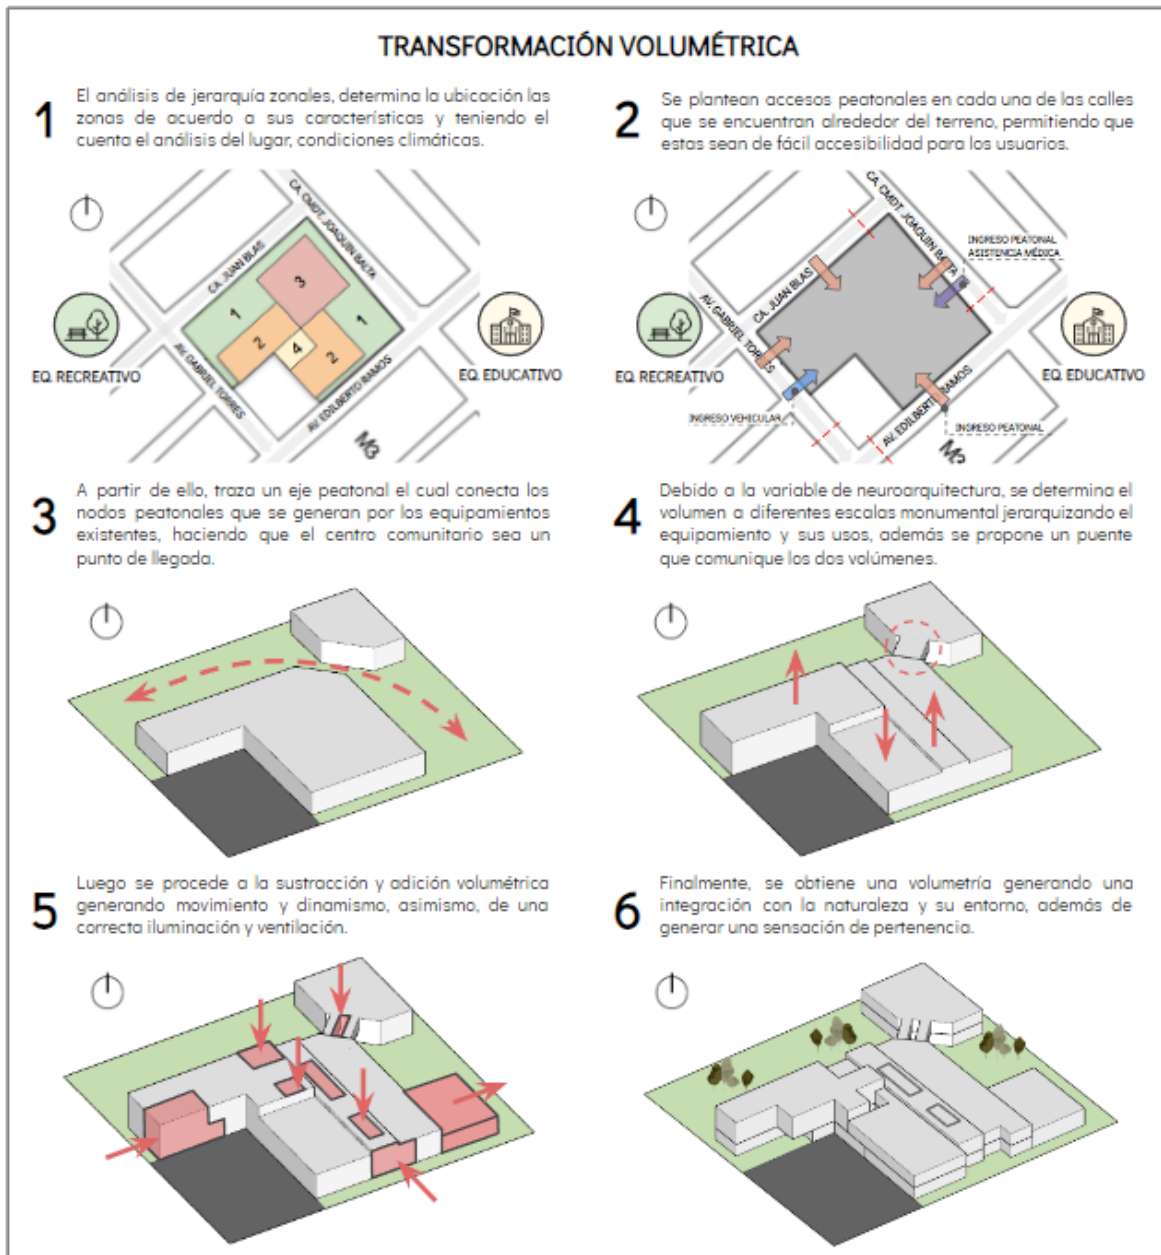 TRANSFORMACIÓN VOLUMÉTRICA
1
El análisis de jerarquía zonales, determina la ubicación las
zonas de acuerdo a sus características y teniendo el
cuenta el análisis del lugar, condiciones climáticas.
CA. CMDT. JOAQUIN BALTA
CA. JUAN BLAS
3
1
1
2
4
2
AV. GABRIEL TORRES
AV. EDILBERTO RAMOS
M3
EQ. RECREATIVO
EQ. EDUCATIVO
2
Se plantean accesos peatonales en cada una de las calles
que se encuentran alrededor del terreno, permitiendo que
estas sean de fácil accesibilidad para los usuarios.
CA. CMDT. JOAQUIN BALTA
INGRESO PEATONAL
ASISTENCIA MÉDICA
CA. JUAN BLAS
AV. GABRIEL TORRES
EQ. RECREATIVO
EQ. EDUCATIVO
INGRESO VEHICULAR
AV. EDILBERTO RAMOS
INGRESO PEATONAL
M3
3
A partir de ello, traza un eje peatonal el cual conecta los
nodos peatonales que se generan por los equipamientos
existentes, haciendo que el centro comunitario sea un
punto de llegada.
4
Debido a la variable de neuroarquitectura, se determina el
volumen a diferentes escalas monumental jerarquizando el
equipamiento y sus usos, además se propone un puente
que comunique los dos volúmenes.
5
Luego se procede a la sustracción y adición volumétrica
generando movimiento y dinamismo, asimismo, de una
correcta iluminación y ventilación.
6
Finalmente, se obtiene una volumetría generando una
integración con la naturaleza y su entorno, además de
generar una sensación de pertenencia.